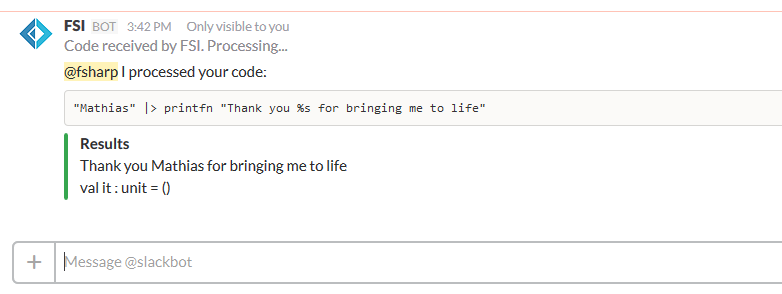 FSI BOT 3:42 PM Only visible to you
Code received by FSI. Processing...
@fsharp I processed your code:
"Mathias" |> printfn "Thank you %s for bringing me to life"
Results
Thank you Mathias for bringing me to life
val it : unit = ()
Message @slackbot